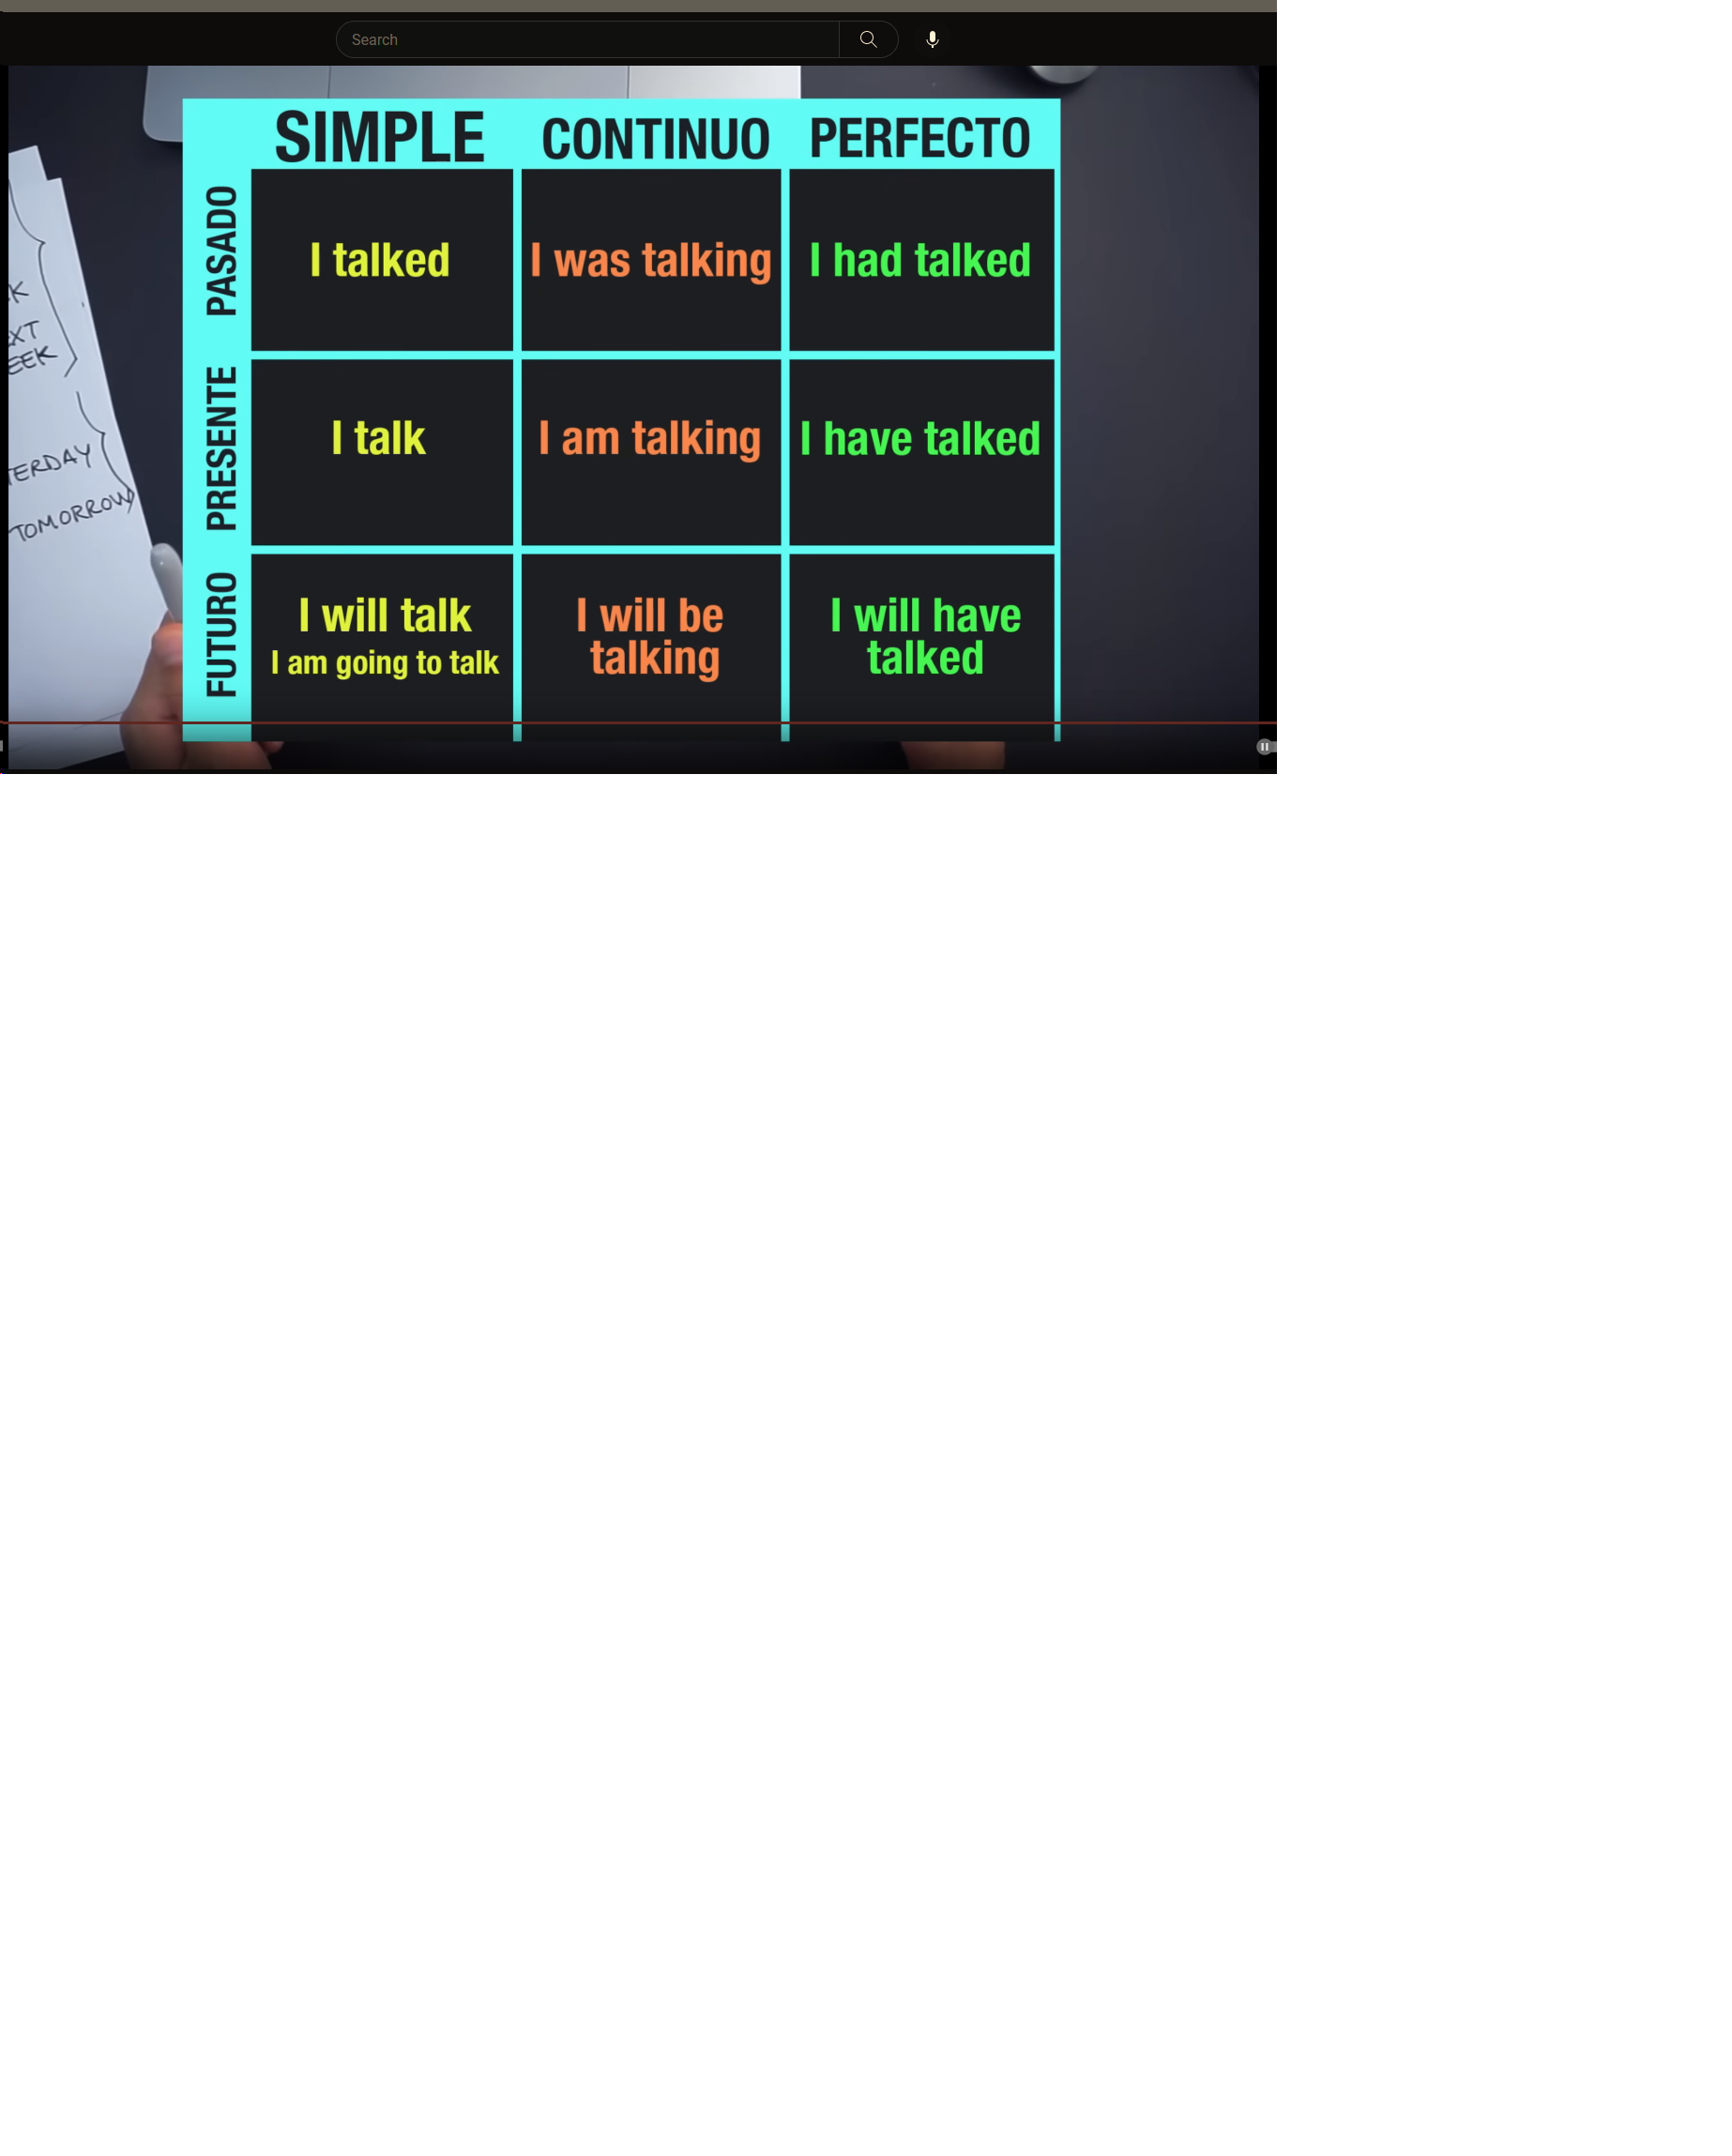 Search
SIMPLE CONTINUO PERFECTO
PASADO
I talked I was talking I had talked
PRESENTE
I talk I am talking I have talked
FUTURO
I will talk I will be I will have
I am going to talk talking talked
TOMORROW